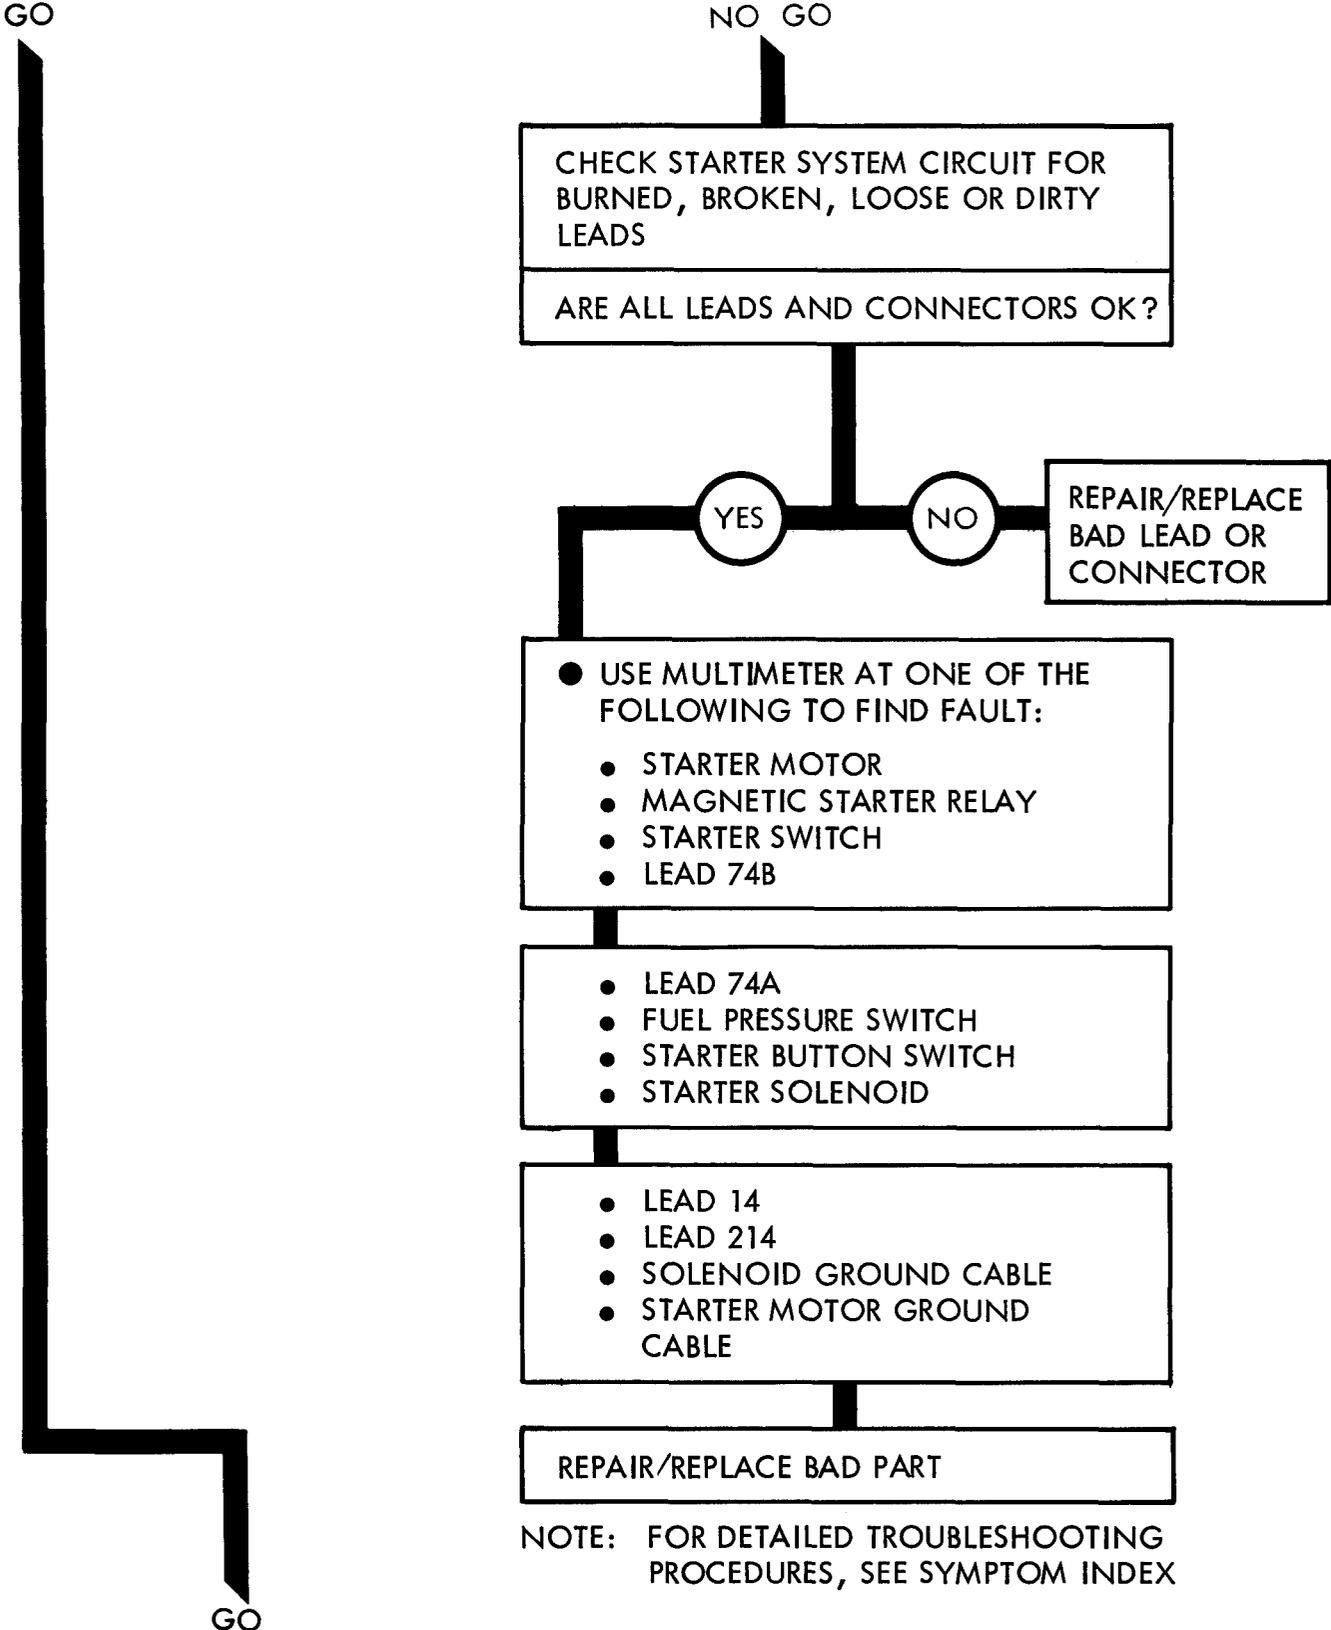 GO
NO GO
CHECK STARTER SYSTEM CIRCUIT FOR
BURNED, BROKEN, LOOSE OR DIRTY
LEADS
ARE ALL LEADS AND CONNECTORS OK?
YES
NO
REPAIR/REPLACE
BAD LEAD OR
CONNECTOR
● USE MULTIMETER AT ONE OF THE
FOLLOWING TO FIND FAULT:
● STARTER MOTOR
● MAGNETIC STARTER RELAY
● STARTER SWITCH
● LEAD 74B
● LEAD 74A
● FUEL PRESSURE SWITCH
● STARTER BUTTON SWITCH
● STARTER SOLENOID
● LEAD 14
● LEAD 214
● SOLENOID GROUND CABLE
● STARTER MOTOR GROUND
CABLE
REPAIR/REPLACE BAD PART
NOTE: FOR DETAILED TROUBLESHOOTING
PROCEDURES, SEE SYMPTOM INDEX
GO